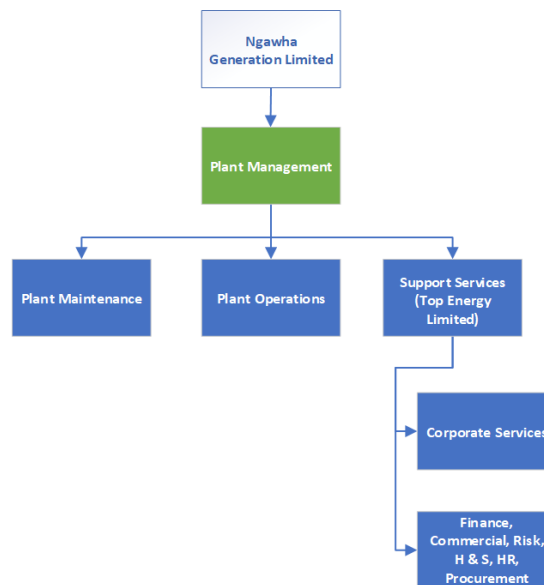 Ngawha
Generation Limited
Plant Management
Plant Maintenance
Plant Operations
Support Services
(Top Energy
Limited)
Corporate Services
Finance,
Commercial, Risk,
H & S, HR,
Procurement